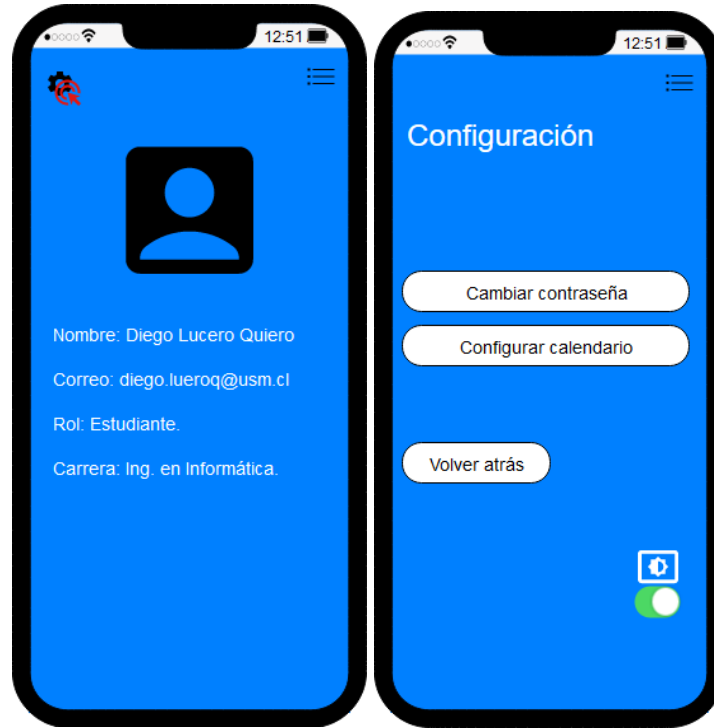 12:51
Nombre: Diego Lucero Quiero
Correo: diego.lueroq@usm.cl
Rol: Estudiante.
Carrera: Ing. en Informática.
12:51
Configuración
Cambiar contraseña
Configurar calendario
Volver atrás